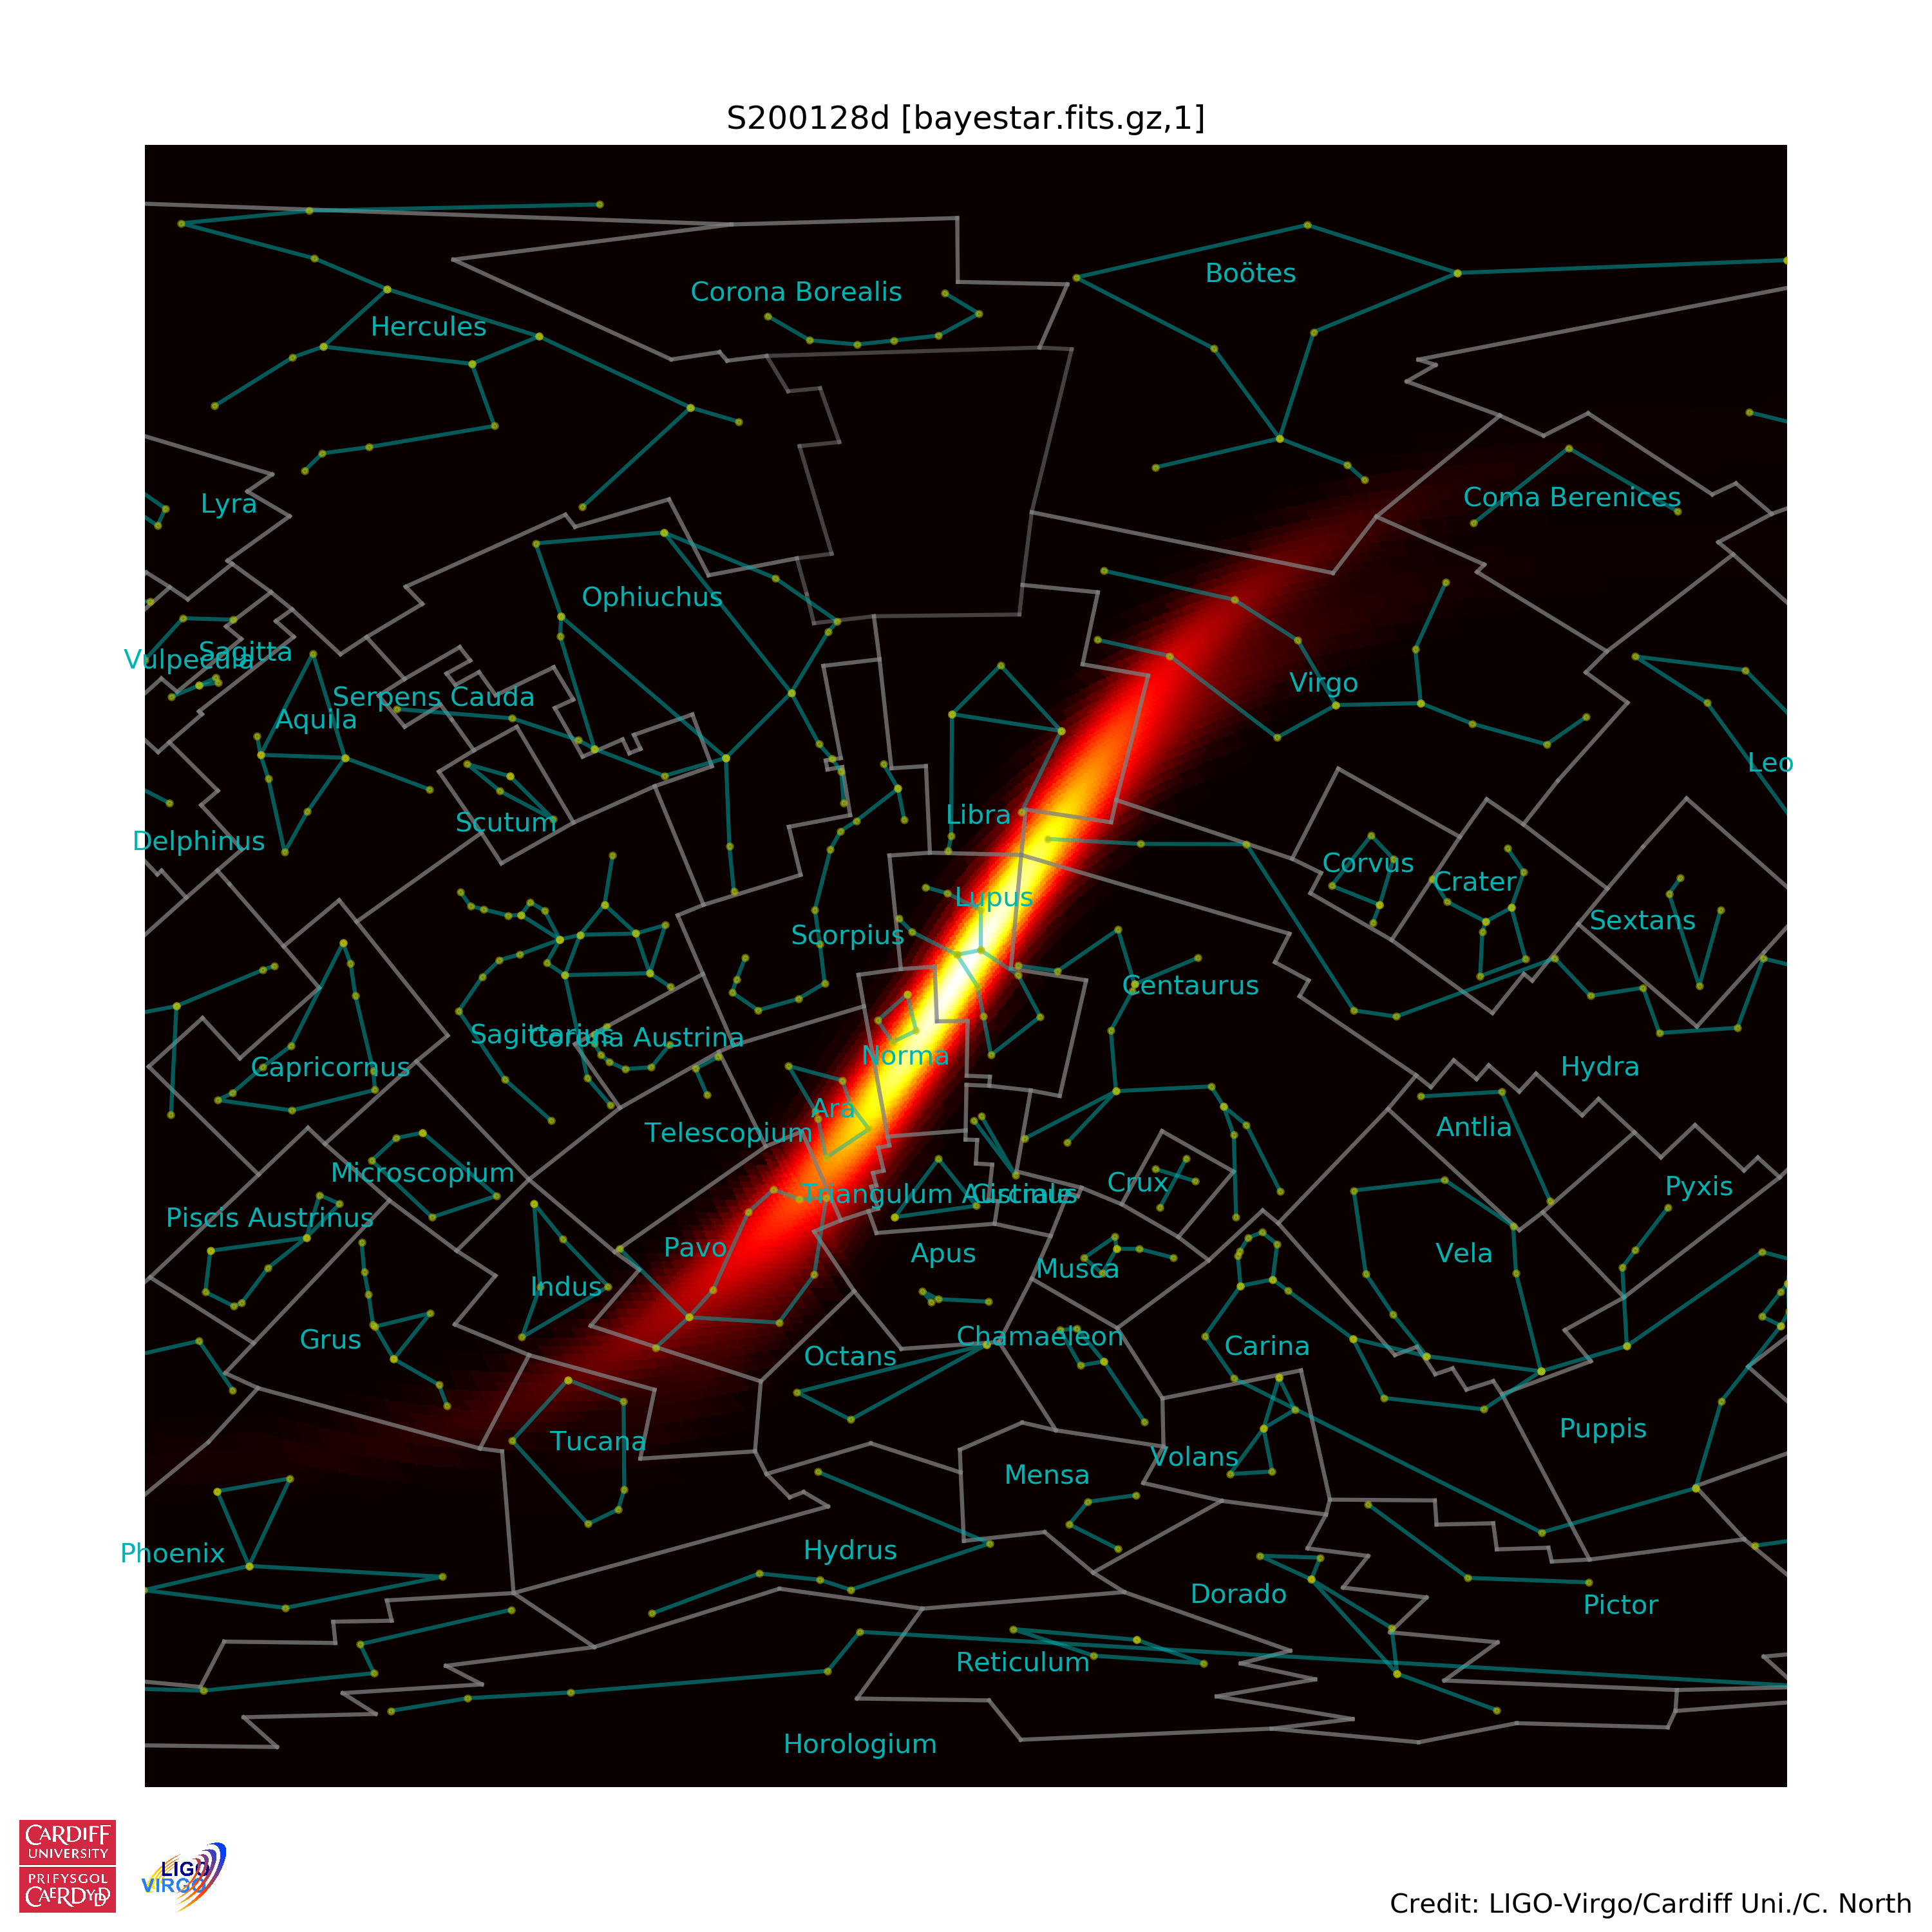 S200128d [bayestar.fits.gz,1]
Boötes
Corona Borealis
Hercules
Coma Berenices
Lyra
Ophiuchus
Sagitta
Vulpecula
Virgo
Serpens Cauda
Aquila
Leo
Libra
Scutum
Delphinus
Corvus
Crater
Lupus
Sextans
Scorpius
Centaurus
Sagittarius
Corona Austrina
Norma
Capricornus
Hydra
Ara
Antlia
Telescopium
Microscopium
Crux
Pyxis
Triangulum Australe
Circinus
Piscis Austrinus
Pavo
Apus
Vela
Musca
Indus
Grus
Chamaeleon
Carina
Octans
Puppis
Tucana
Volans
Mensa
Hydrus
Phoenix
Dorado
Pictor
Reticulum
Horologium
CARDIFF
UNIVERSITY
PRIFYSGOL
CAERDYDD
LIGO
VIRGO
Credit: LIGO-Virgo/Cardiff Uni./C. North